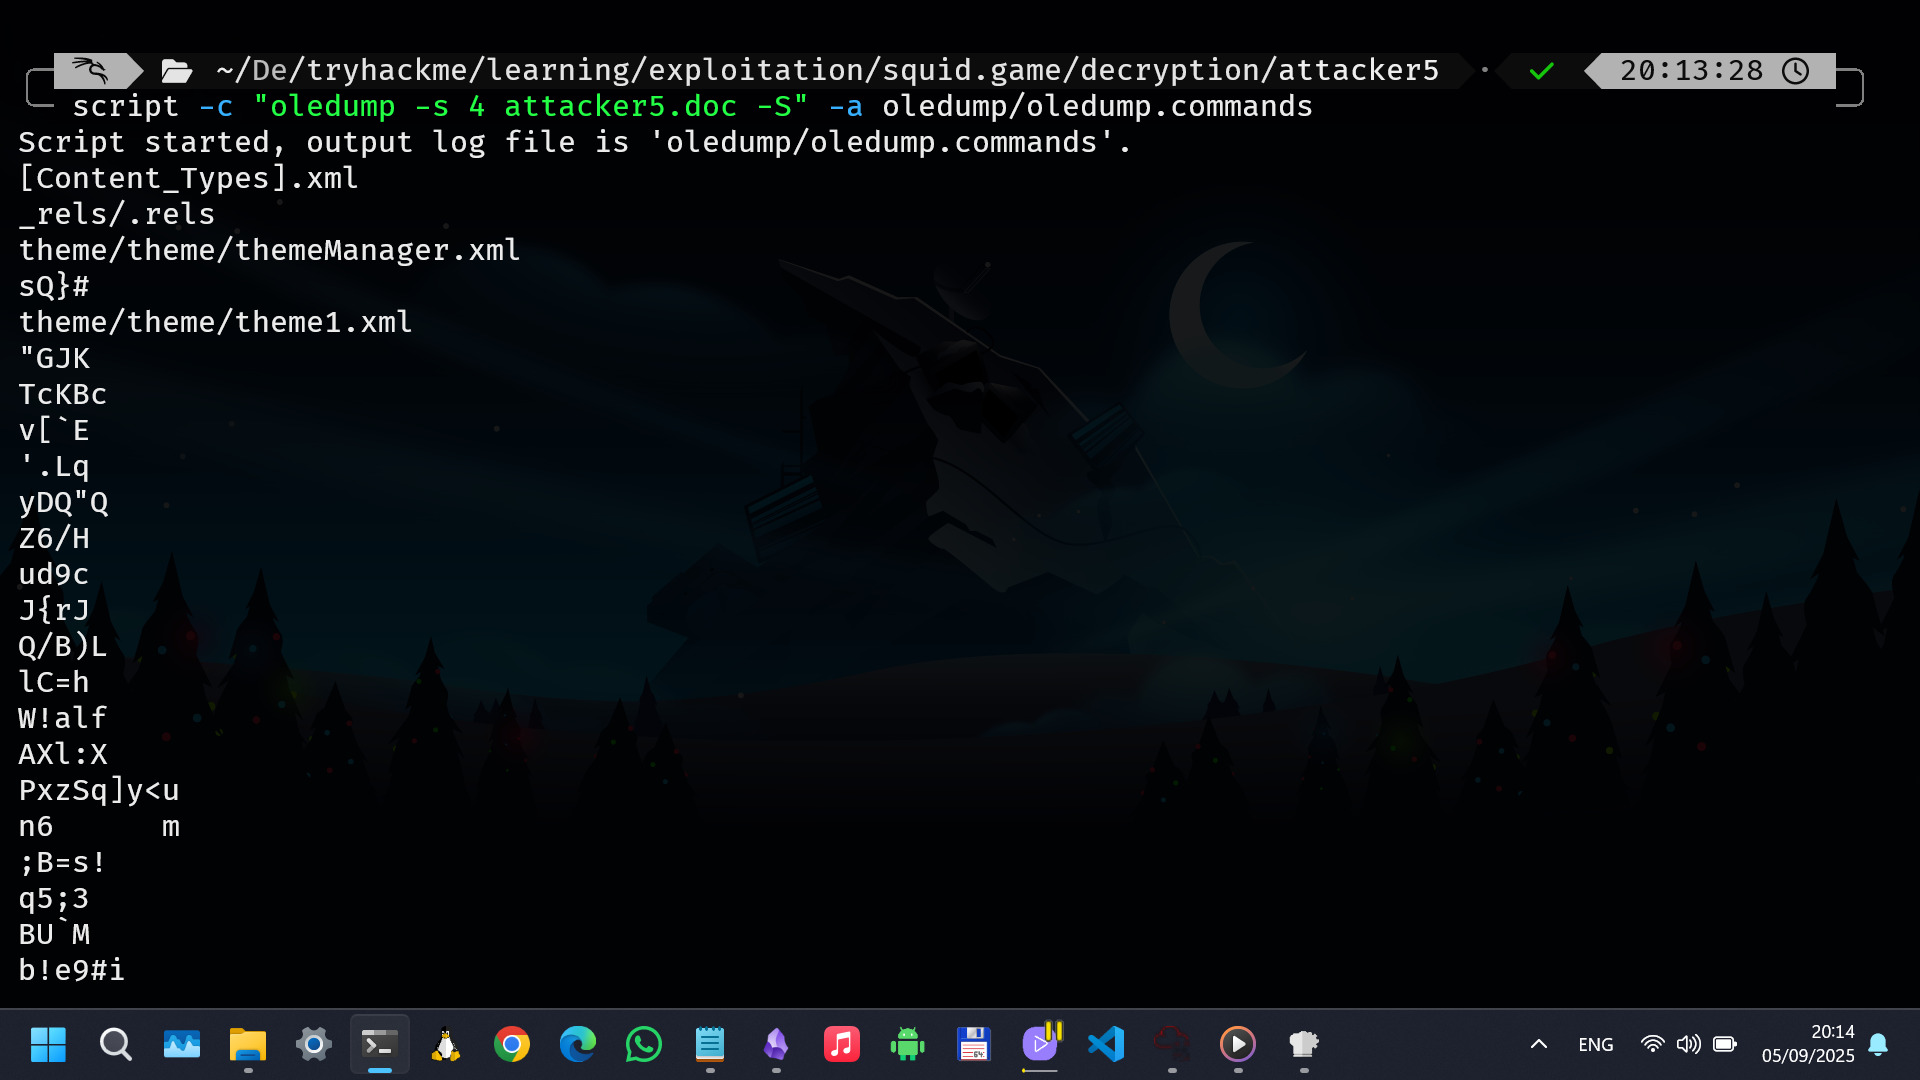 ~/De/tryhackme/learning/exploitation/squid.game/decryption/attacker5 20:13:28
script -c "oledump -s 4 attacker5.doc -S" -a oledump/oledump.commands
Script started, output log file is 'oledump/oledump.commands'.
[Content_Types].xml
_rels/.rels
theme/theme/themeManager.xml
sQ}#
theme/theme/theme1.xml
"GJK
TcKBc
v[`E
'.Lq
yDQ"Q
Z6/H
ud9c
J{rJ
Q/B)L
lC=h
W!alf
AXl:X
PxzSq]y<u
n6      m
;B=s!
q5;3
BU`M
b!e9#i
ENG
20:14
05/09/2025